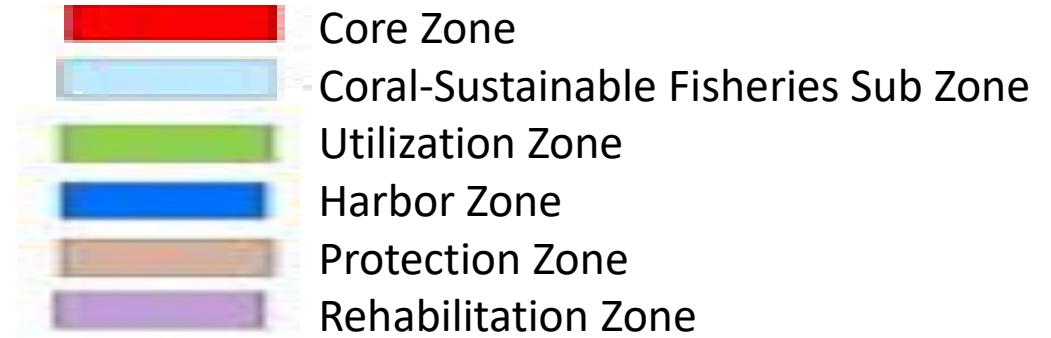 Core Zone
Coral-Sustainable Fisheries Sub Zone
Utilization Zone
Harbor Zone
Protection Zone
Rehabilitation Zone